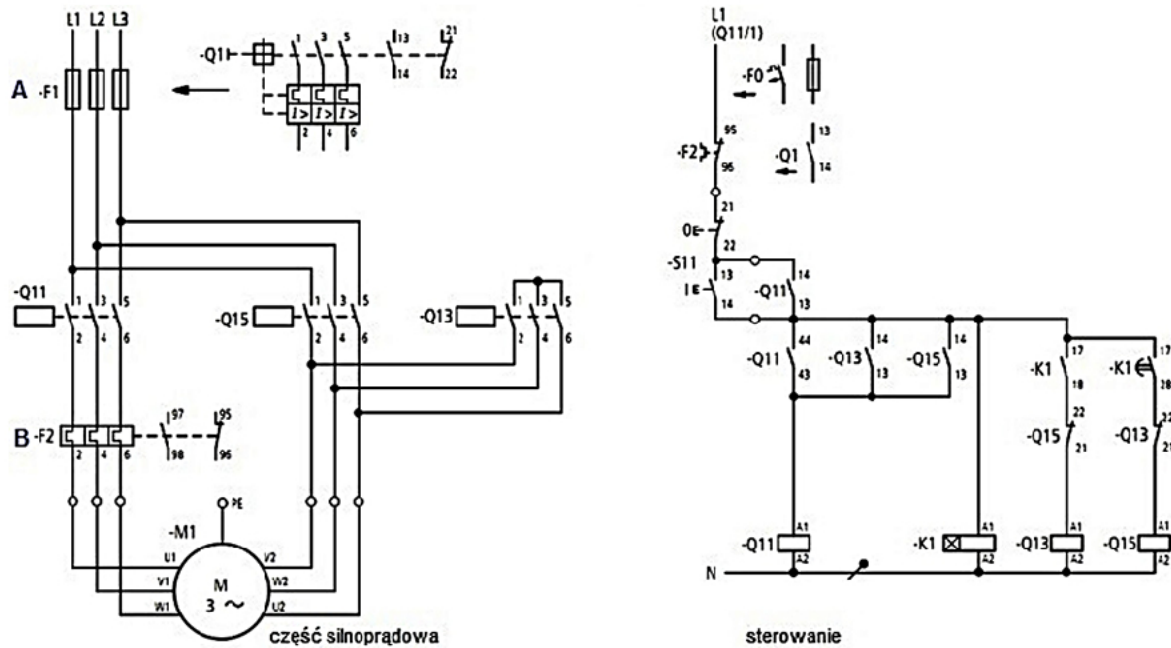 L1 L2 L3
A -F1
-Q11
1 3 5 13 21
14 22
I> I> I>
2 4 6
-Q11
1 3 5
2 4 6
-Q15
1 3 5
2 4 6
-Q13
1 3 5
2 4 6
B -F2
2 4 6
97 95
98 96
PE
-M1
M
3 ~
U1
V1
W1
V2
W2
U2
część silnoprądowa
L1
(Q11/1)
-F0
95
-F2
96
13
-Q1
14
21
0E
22
-S11
13
I E
14
14
-Q11
13
44
-Q11
43
14
-Q13
13
14
-Q15
13
17
-K1
18
17
-K1
28
22
-Q15
21
22
-Q13
21
A1
-Q11
A2
A1
-K1
A2
A1
-Q13
A2
A1
-Q15
A2
N
sterowanie